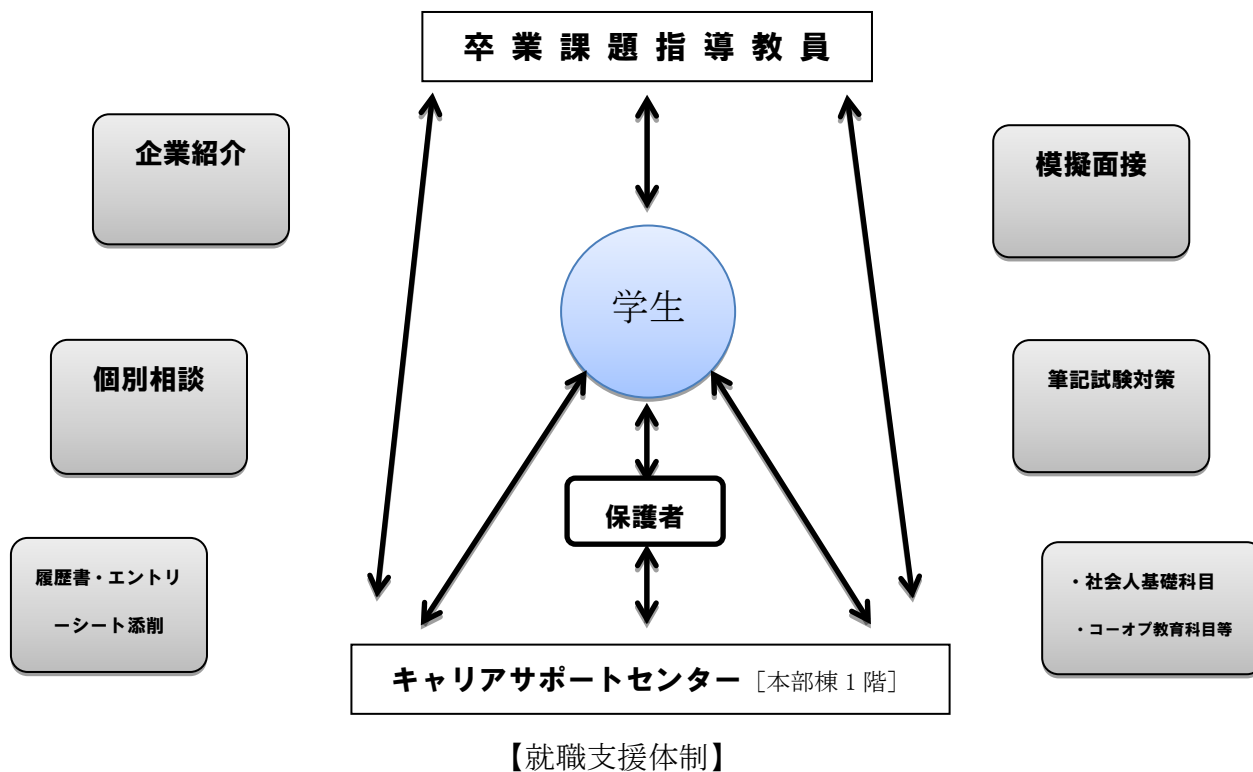 卒業課題指導教員
企業紹介
模擬面接
学生
個別相談
筆記試験対策
保護者
履歴書・エントリ
ーシート添削
・社会人基礎科目
・コーオプ教育科目等
キャリアサポートセンター［本部棟1階］
【就職支援体制】